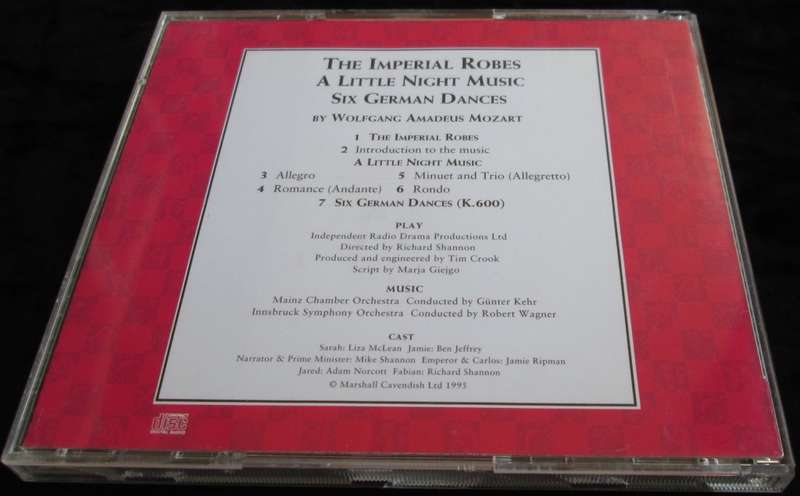 THE IMPERIAL ROBES
A LITTLE NIGHT MUSIC
SIX GERMAN DANCES
BY WOLFGANG AMADEUS MOZART
1 THE IMPERIAL ROBES
2 Introduction to the music
A LITTLE NIGHT MUSIC
3 Allegro 5 Minuet and Trio (Allegretto)
4 Romance (Andante) 6 Rondo
7 SIX GERMAN DANCES (K.600)
PLAY
Independent Radio Drama Productions Ltd
Directed by Richard Shannon
Produced and engineered by Tim Crook
Script by Marja Giejgo
MUSIC
Mainz Chamber Orchestra Conducted by Günter Kehr
Innsbruck Symphony Orchestra Conducted by Robert Wagner
CAST
Sarah: Liza McLean Jamie: Ben Jeffrey
Narrator & Prime Minister: Mike Shannon Emperor & Carlos: Jamie Ripman
Jared: Adam Norcott Fabian: Richard Shannon
© Marshall Cavendish Ltd 1995
COMPACT
disc
DIGITAL AUDIO